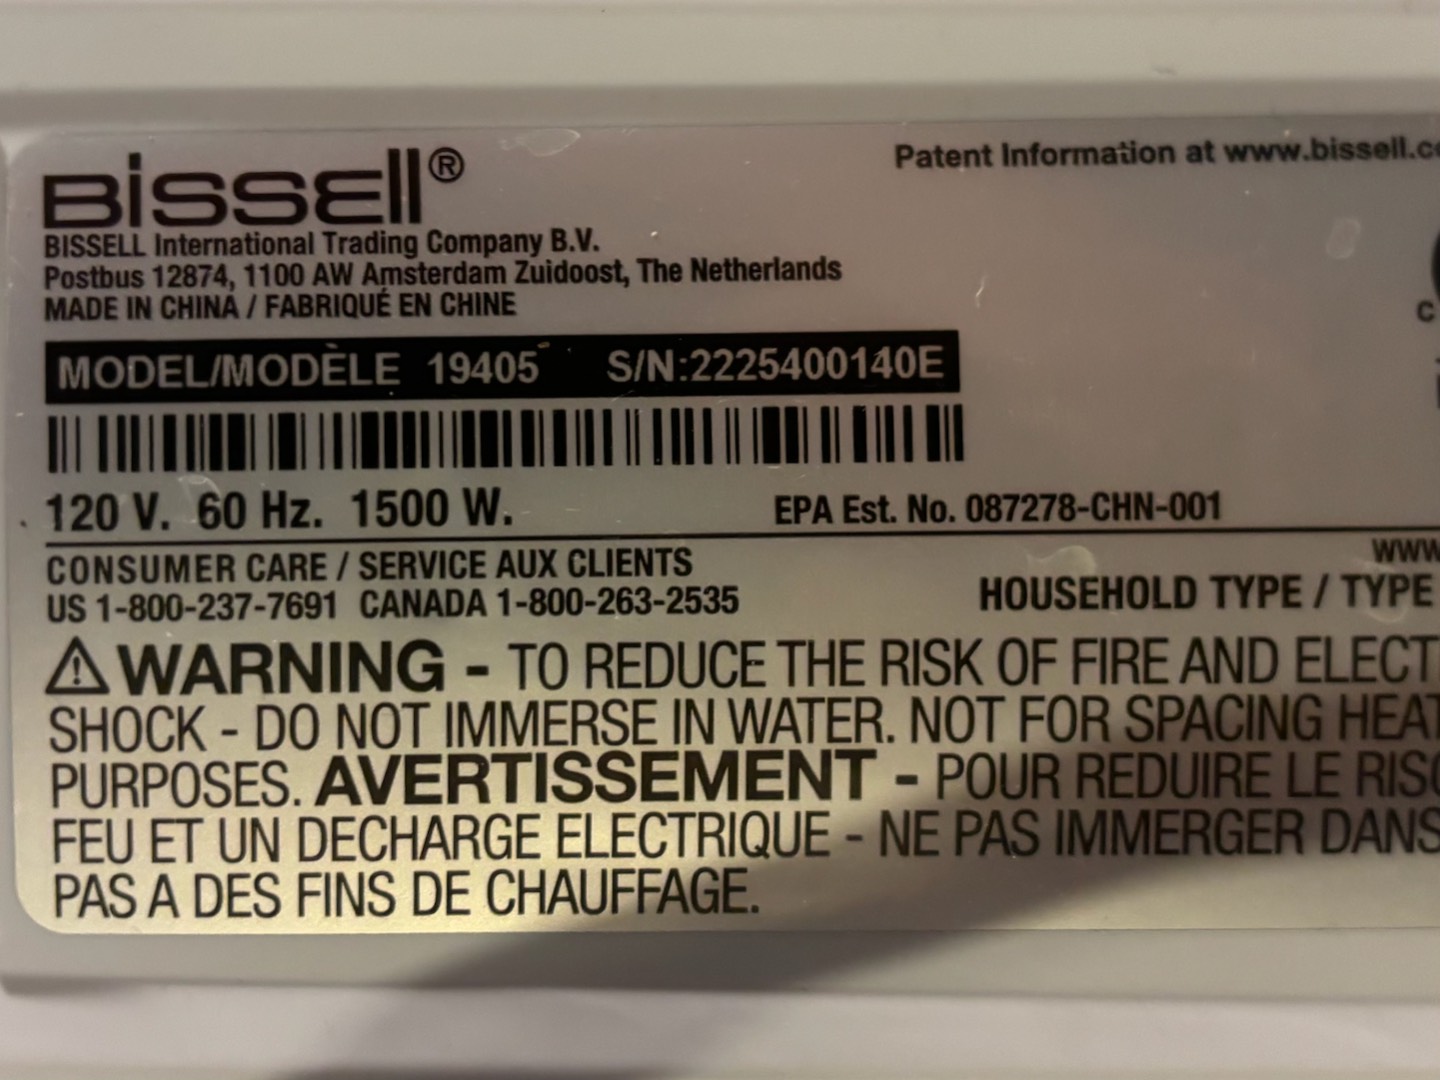 BISSELL®
Patent Information at www.bissell.c
BISSELL International Trading Company B.V.
Postbus 12874, 1100 AW Amsterdam Zuidoost, The Netherlands
MADE IN CHINA / FABRIQUÉ EN CHINE
MODEL/MODÈLE 19405 S/N:2225400140E
120 V. 60 Hz. 1500 W.
EPA Est. No. 087278-CHN-001
CONSUMER CARE / SERVICE AUX CLIENTS
US 1-800-237-7691 CANADA 1-800-263-2535
www
HOUSEHOLD TYPE / TYPE
⚠ WARNING - TO REDUCE THE RISK OF FIRE AND ELECT
SHOCK - DO NOT IMMERSE IN WATER. NOT FOR SPACING HEAT
PURPOSES. AVERTISSEMENT - POUR REDUIRE LE RISQ
FEU ET UN DECHARGE ELECTRIQUE - NE PAS IMMERGER DANS
PAS A DES FINS DE CHAUFFAGE.